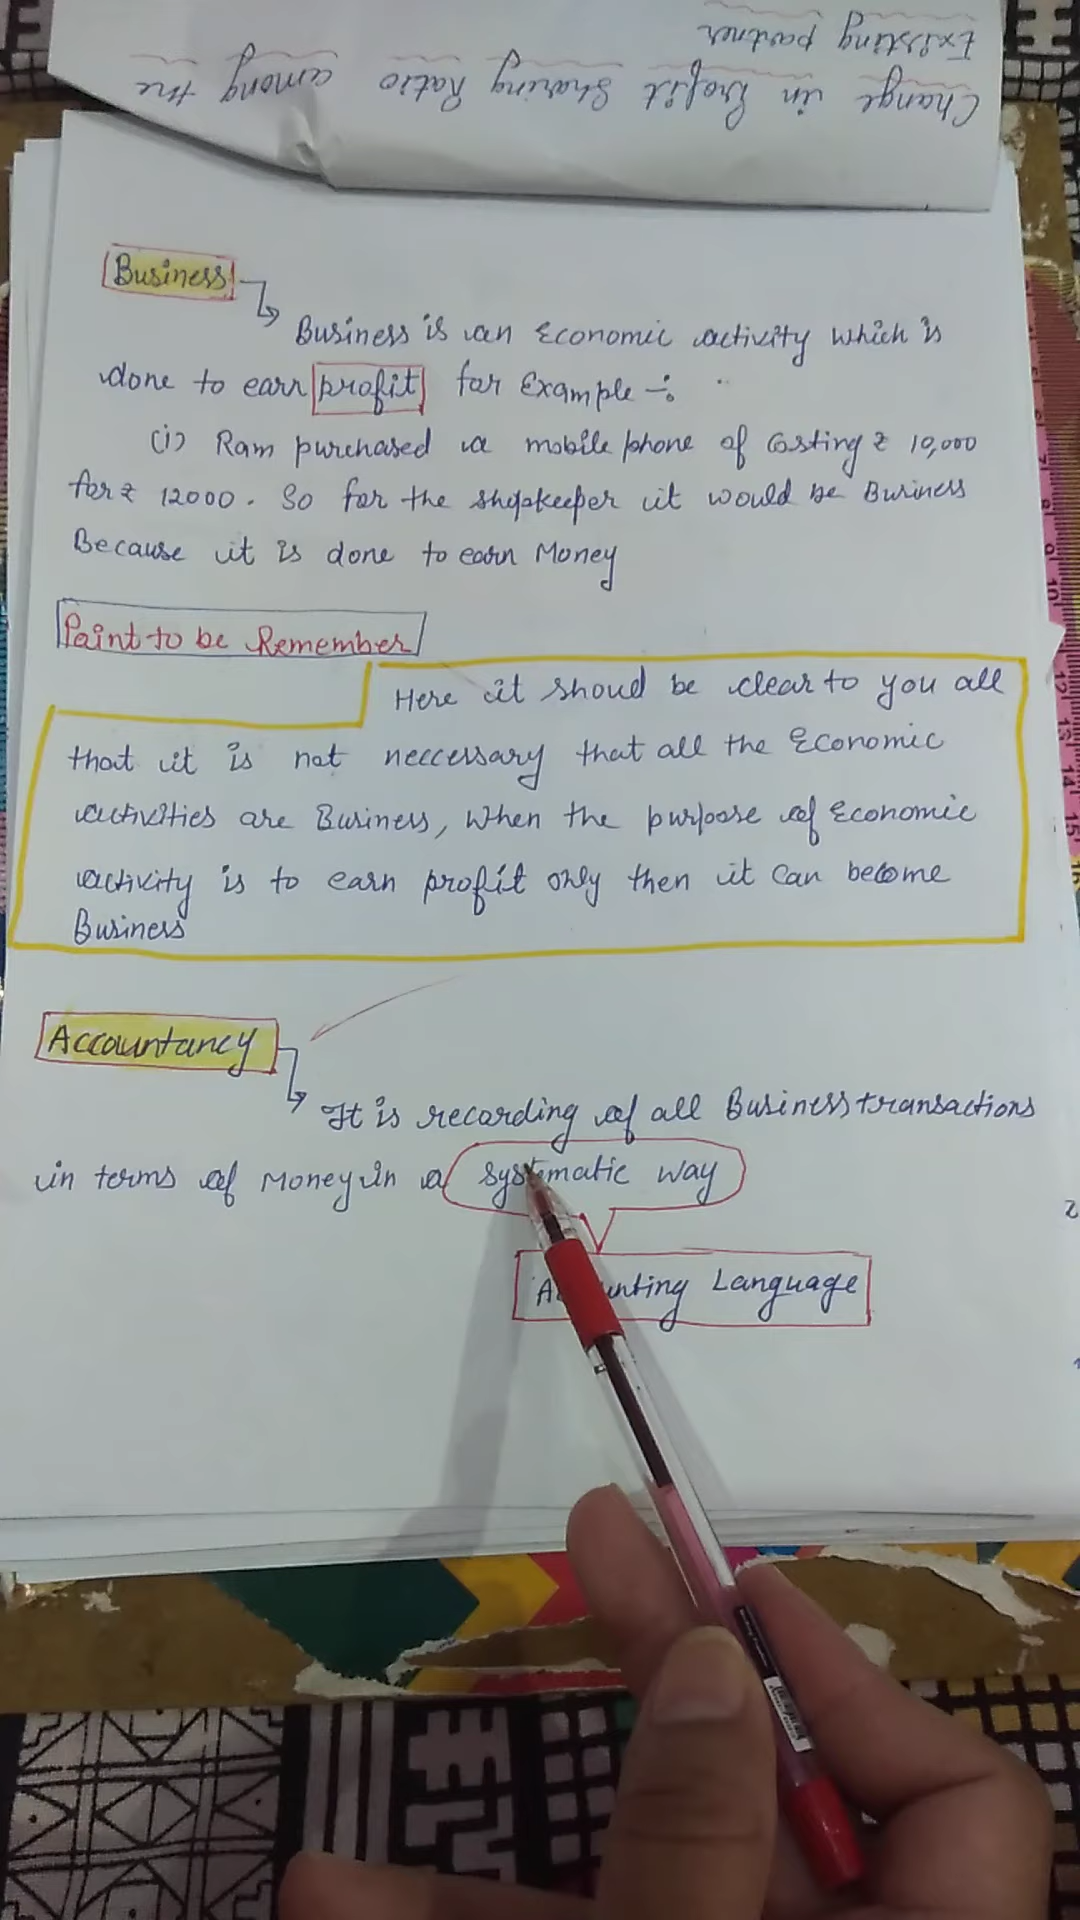 Change in Profit Sharing Ratio among the
Existing partner
Business
Business is an Economic activity which is
done to earn profit for Example :-
(i) Ram purchased a mobile phone of Costing ₹ 10,000
for ₹ 12000. So for the shopkeeper it would be Business
Because it is done to earn Money
Point to be Remember
Here it shoud be clear to you all
that it is not neccessary that all the Economic
activities are Business, When the purpose of Economic
activity is to earn profit only then it can become
Business
Accountancy
It is recording of all Business transactions
in terms of Money in a systematic way
Accounting Language